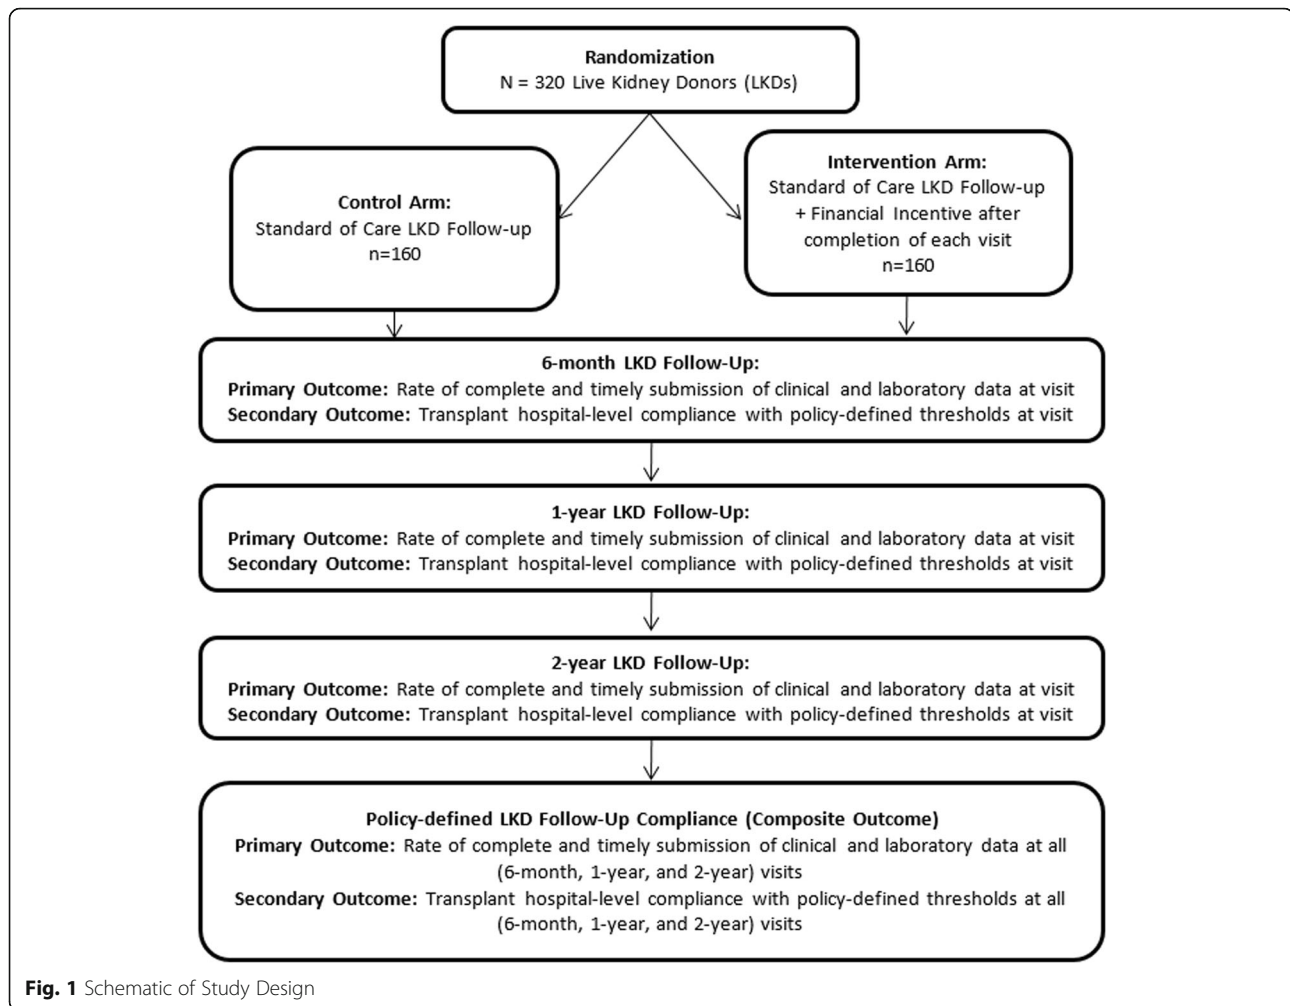 Randomization
N = 320 Live Kidney Donors (LKDs)
Control Arm:
Standard of Care LKD Follow-up
n=160
Intervention Arm:
Standard of Care LKD Follow-up
+ Financial Incentive after
completion of each visit
n=160
6-month LKD Follow-Up:
Primary Outcome: Rate of complete and timely submission of clinical and laboratory data at visit
Secondary Outcome: Transplant hospital-level compliance with policy-defined thresholds at visit
1-year LKD Follow-Up:
Primary Outcome: Rate of complete and timely submission of clinical and laboratory data at visit
Secondary Outcome: Transplant hospital-level compliance with policy-defined thresholds at visit
2-year LKD Follow-Up:
Primary Outcome: Rate of complete and timely submission of clinical and laboratory data at visit
Secondary Outcome: Transplant hospital-level compliance with policy-defined thresholds at visit
Policy-defined LKD Follow-Up Compliance (Composite Outcome)
Primary Outcome: Rate of complete and timely submission of clinical and laboratory data at all
(6-month, 1-year, and 2-year) visits
Secondary Outcome: Transplant hospital-level compliance with policy-defined thresholds at all
(6-month, 1-year, and 2-year) visits
Fig. 1 Schematic of Study Design